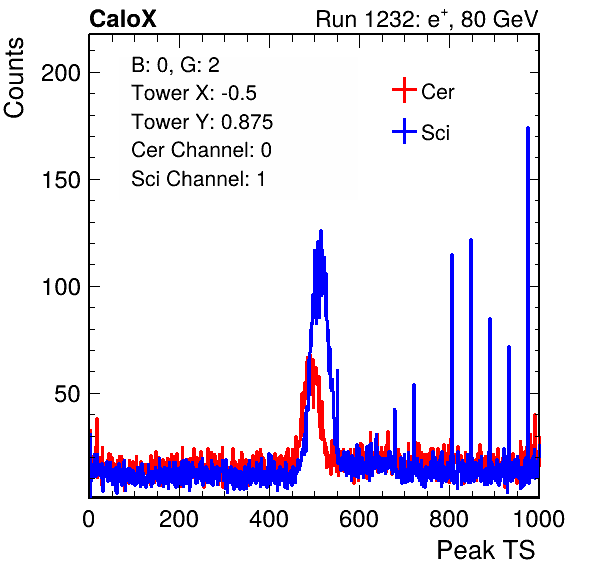 CaloX Run 1232: e+, 80 GeV
B: 0, G: 2
Tower X: -0.5
Tower Y: 0.875
Cer Channel: 0
Sci Channel: 1
Cer
Sci
Counts
200
150
100
50
0 200 400 600 800 1000
Peak TS